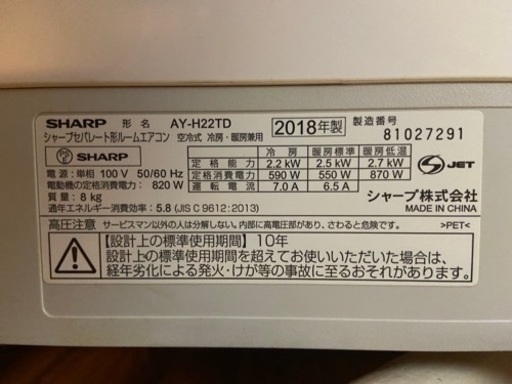 SHARP 形名 AY-H22TD 2018年製 製造番号
シャープセパレート形ルームエアコン 空冷式 冷房・暖房兼用 81027291
SHARP
電源：単相 100V 50/60 Hz
電動機の定格消費電力： 820 W
質量：8 kg
冷房 暖房標準 暖房低温
定格能力 2.2 kW 2.5 kW 2.7 kW
定格消費電力 590 W 550 W 870 W
運転電流 7.0 A 6.5 A
S JET
シャープ株式会社
MADE IN CHINA
通年エネルギー消費効率： 5.8 (JIS C 9612:2013)
高圧注意 サービスマン以外の人は分解しない。内部に高電圧部があり、さわると危険です。 >PET<
【設計上の標準使用期間】10年
設計上の標準使用期間を超えてお使いいただいた場合は、
経年劣化による発火・けが等の事故に至るおそれがあります。